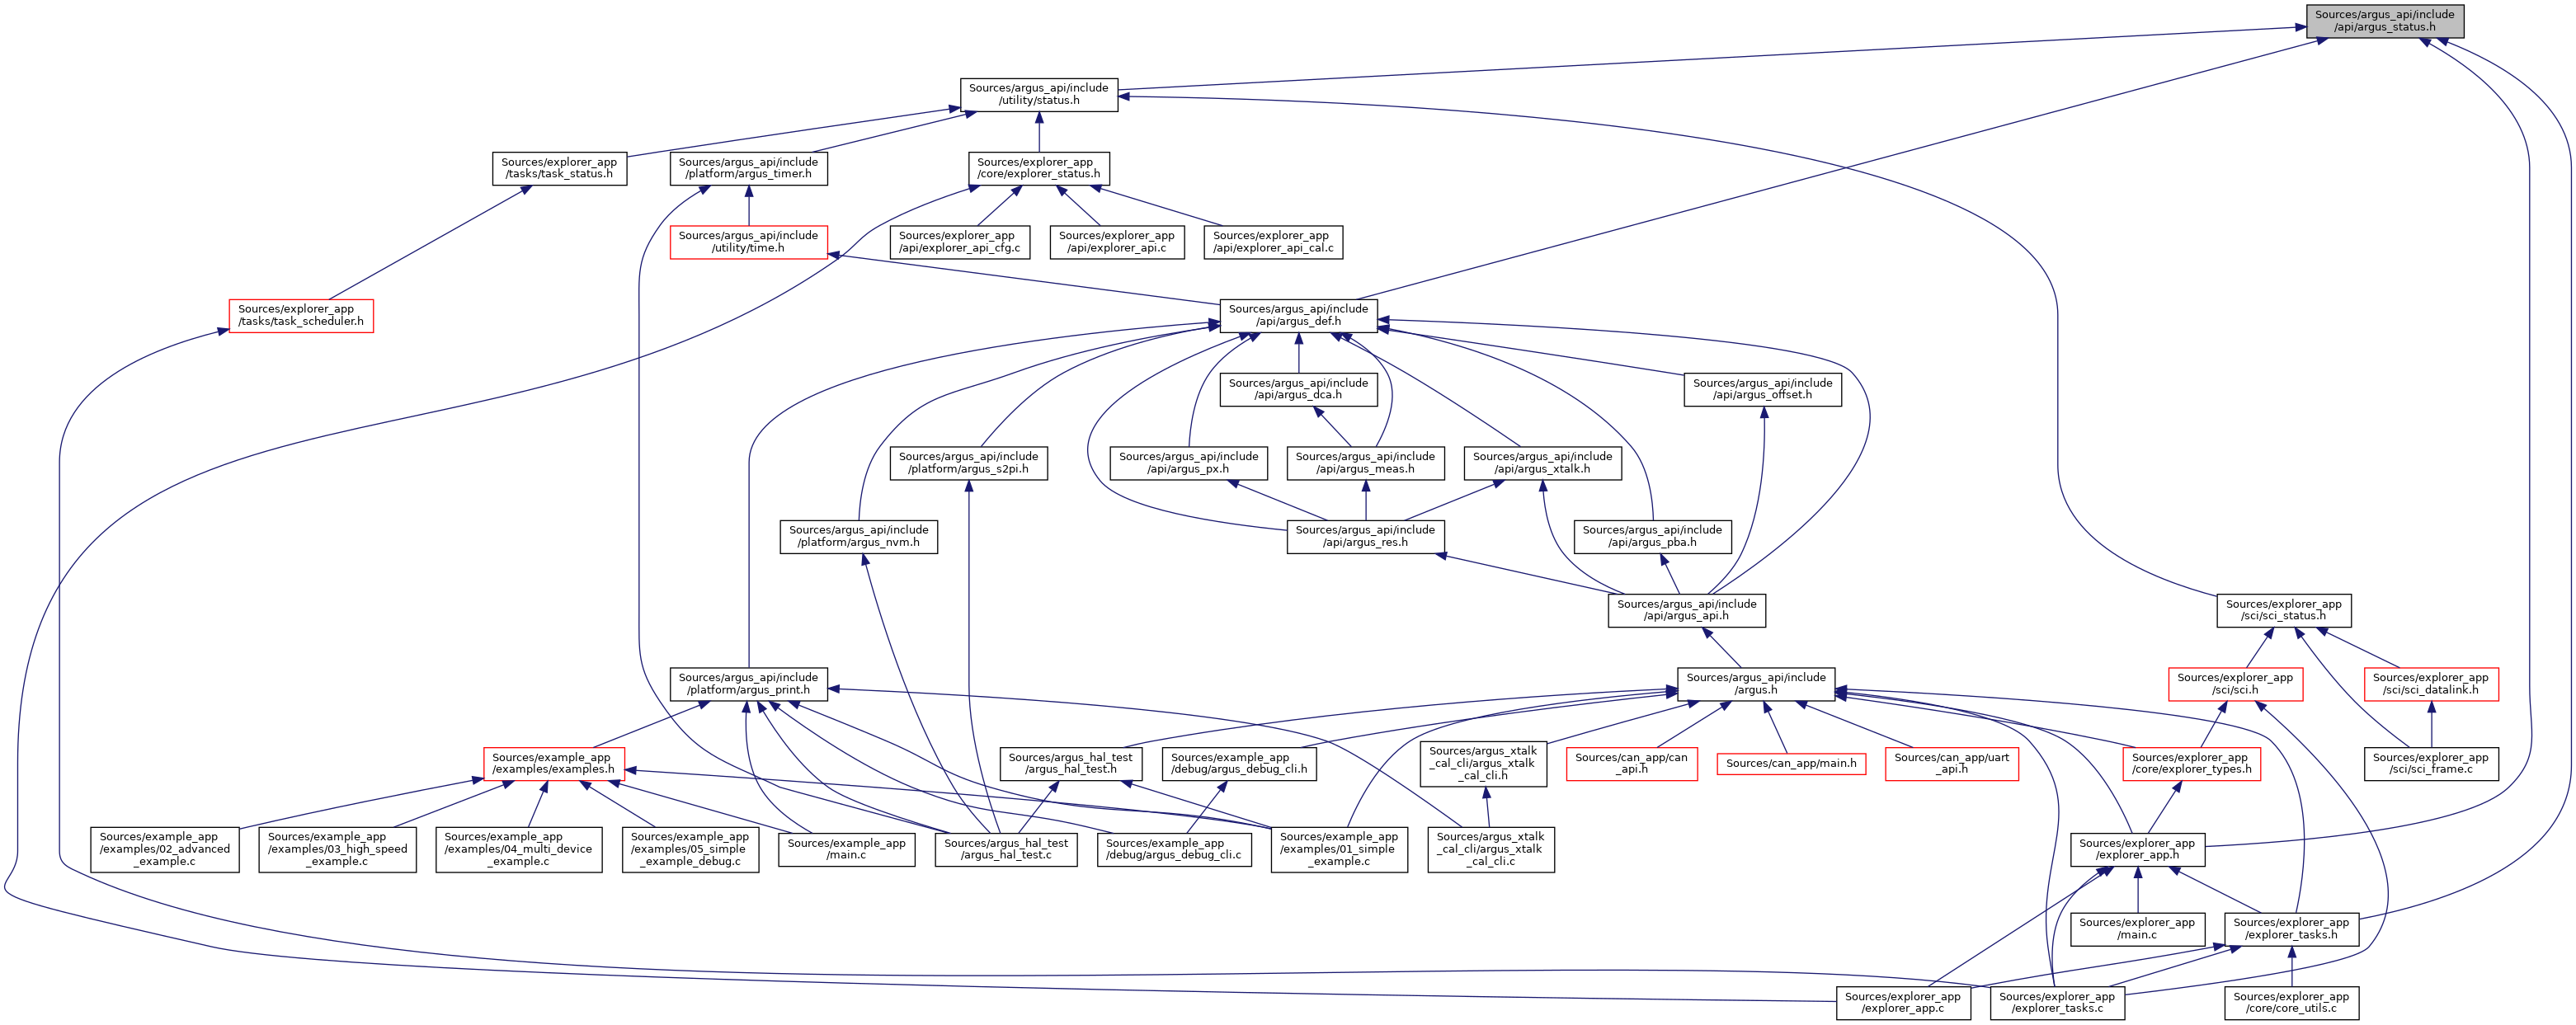 Sources/argus_api/include
/api/argus_status.h
Sources/argus_api/include
/utility/status.h
Sources/explorer_app
/tasks/task_status.h
Sources/argus_api/include
/platform/argus_timer.h
Sources/explorer_app
/core/explorer_status.h
Sources/argus_api/include
/utility/time.h
Sources/explorer_app
/api/explorer_api_cfg.c
Sources/explorer_app
/api/explorer_api.c
Sources/explorer_app
/api/explorer_api_cal.c
Sources/explorer_app
/tasks/task_scheduler.h
Sources/argus_api/include
/api/argus_def.h
Sources/argus_api/include
/api/argus_dca.h
Sources/argus_api/include
/api/argus_offset.h
Sources/argus_api/include
/platform/argus_s2pi.h
Sources/argus_api/include
/api/argus_px.h
Sources/argus_api/include
/api/argus_meas.h
Sources/argus_api/include
/api/argus_xtalk.h
Sources/argus_api/include
/platform/argus_nvm.h
Sources/argus_api/include
/api/argus_res.h
Sources/argus_api/include
/api/argus_pba.h
Sources/argus_api/include
/api/argus_api.h
Sources/explorer_app
/sci/sci_status.h
Sources/argus_api/include
/platform/argus_print.h
Sources/argus_api/include
/argus.h
Sources/explorer_app
/sci/sci.h
Sources/explorer_app
/sci/sci_datalink.h
Sources/example_app
/examples/examples.h
Sources/argus_hal_test
/argus_hal_test.h
Sources/example_app
/debug/argus_debug_cli.h
Sources/argus_xtalk
_cal_cli/argus_xtalk
_cal_cli.h
Sources/can_app/can
_api.h
Sources/can_app/main.h
Sources/can_app/uart
_api.h
Sources/explorer_app
/core/explorer_types.h
Sources/explorer_app
/sci/sci_frame.c
Sources/example_app
/examples/02_advanced
_example.c
Sources/example_app
/examples/03_high_speed
_example.c
Sources/example_app
/examples/04_multi_device
_example.c
Sources/example_app
/examples/05_simple
_example_debug.c
Sources/example_app
/main.c
Sources/argus_hal_test
/argus_hal_test.c
Sources/example_app
/debug/argus_debug_cli.c
Sources/example_app
/examples/01_simple
_example.c
Sources/argus_xtalk
_cal_cli/argus_xtalk
_cal_cli.c
Sources/explorer_app
/explorer_app.h
Sources/explorer_app
/main.c
Sources/explorer_app
/explorer_tasks.h
Sources/explorer_app
/explorer_app.c
Sources/explorer_app
/explorer_tasks.c
Sources/explorer_app
/core/core_utils.c